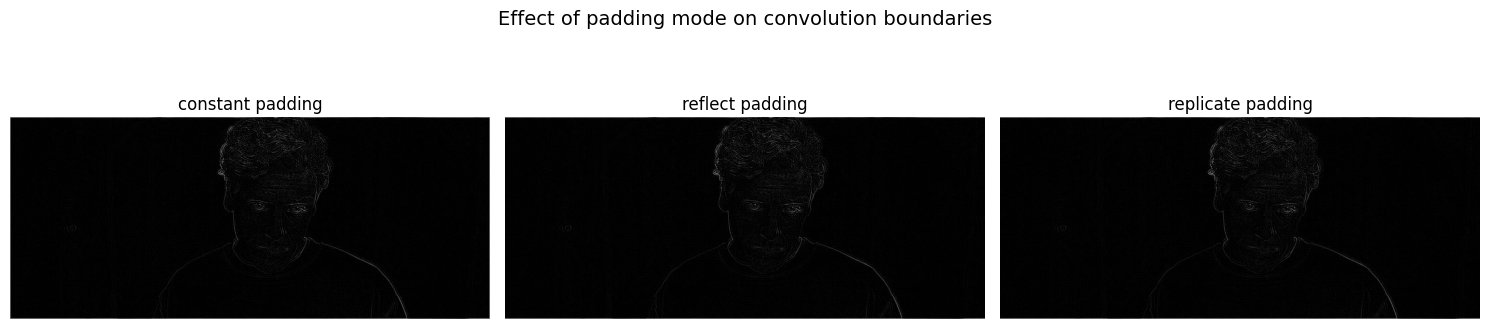 Effect of padding mode on convolution boundaries
constant padding
reflect padding
replicate padding